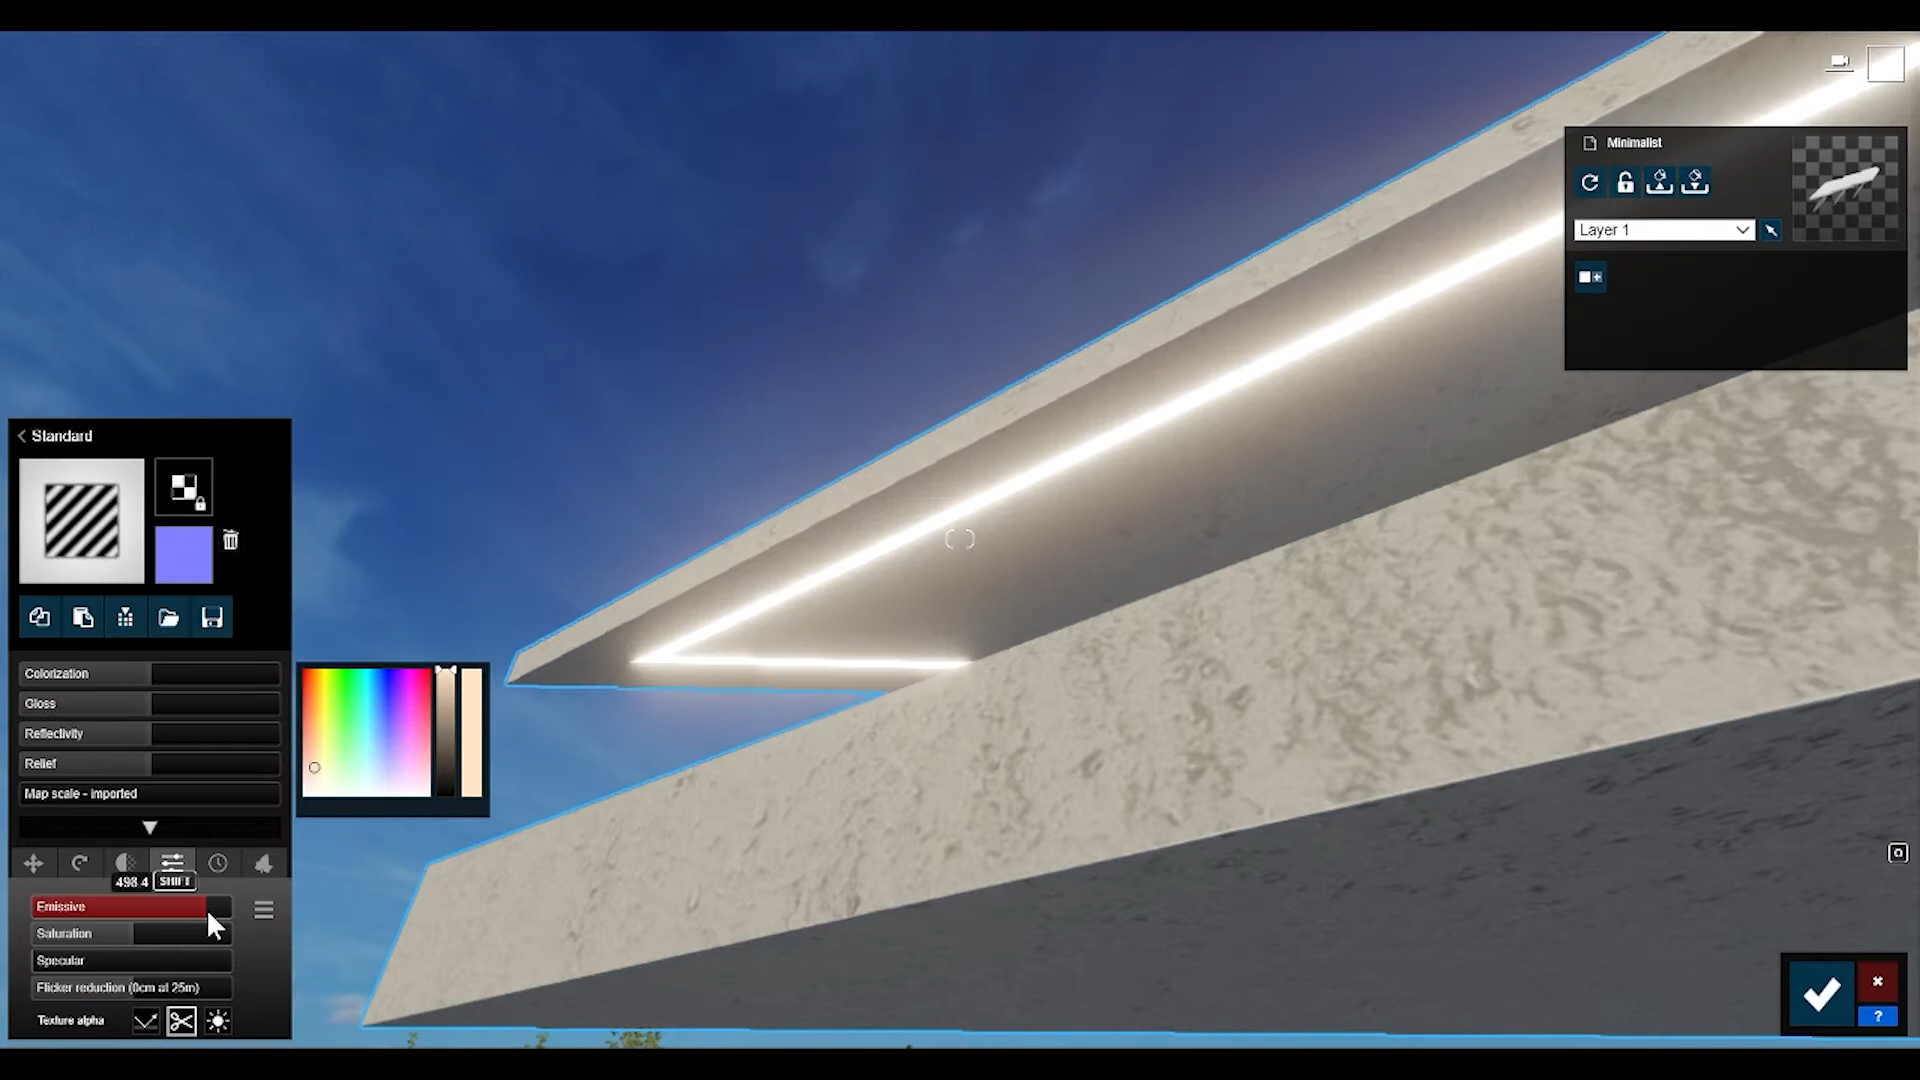 Minimalist
Layer 1
Standard
Colorization
Gloss
Reflectivity
Relief
Map scale - imported
498.4 SHIFT
Emissive
Saturation
Specular
Flicker reduction (0cm at 25m)
Texture alpha
?